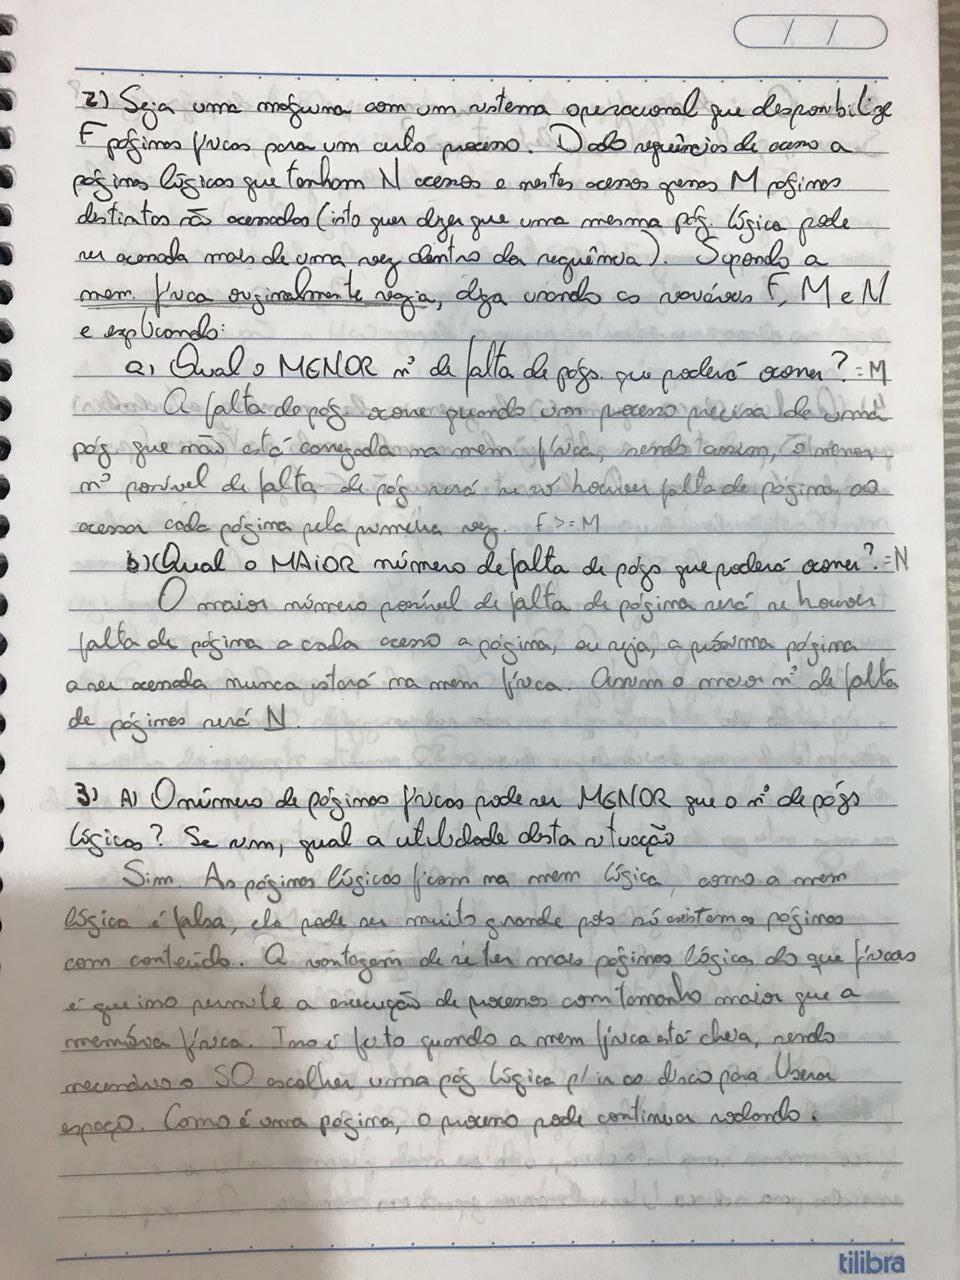 2) Seja uma máquina com um sistema operacional que disponibilize
F páginas físicas para um certo processo. Dado sequências de acesso a
páginas lógicas que tenham N acessos e nestes acessos apenas M páginas
distintas são acessadas (isto quer dizer que uma mesma pág. lógica pode
ser acessada mais de uma vez dentro da sequência). Supondo a
mem. física originalmente vazia, diga usando as variáveis F, M e N
e explicando:
a) Qual o MENOR nº de falta de págs. que poderá ocorrer? = M
A falta de pág. ocorre quando um processo precisa de uma
pág que não está carregada na mem física, sendo assim, o menor
nº possível de falta de pág será se só houver falta de página ao
acessar cada página pela primeira vez. F >= M
b) Qual o MAIOR número de falta de págs que poderá ocorrer? = N
O maior número possível de falta de página será se houver
falta de página a cada acesso a página, ou seja, a próxima página
a ser acessada nunca estará na mem física. Assim o maior nº de falta
de páginas será N.
3) A) O número de páginas físicas pode ser MENOR que o nº de págs
lógicas? Se sim, qual a utilidade desta situação
Sim. As páginas lógicas ficam na mem lógica, como a mem
lógica é falsa, ela pode ser muito grande pois só existem as páginas
com conteúdo. A vantagem de se ter mais páginas lógicas do que físicas
é que isso permite a execução de processos com tamanho maior que a
memória física. Isso é feito quando a mem física está cheia, sendo
necessário o SO escolher uma pág lógica p/ ir ao disco para liberar
espaço. Como é uma página, o processo pode continuar rodando.
tilibra